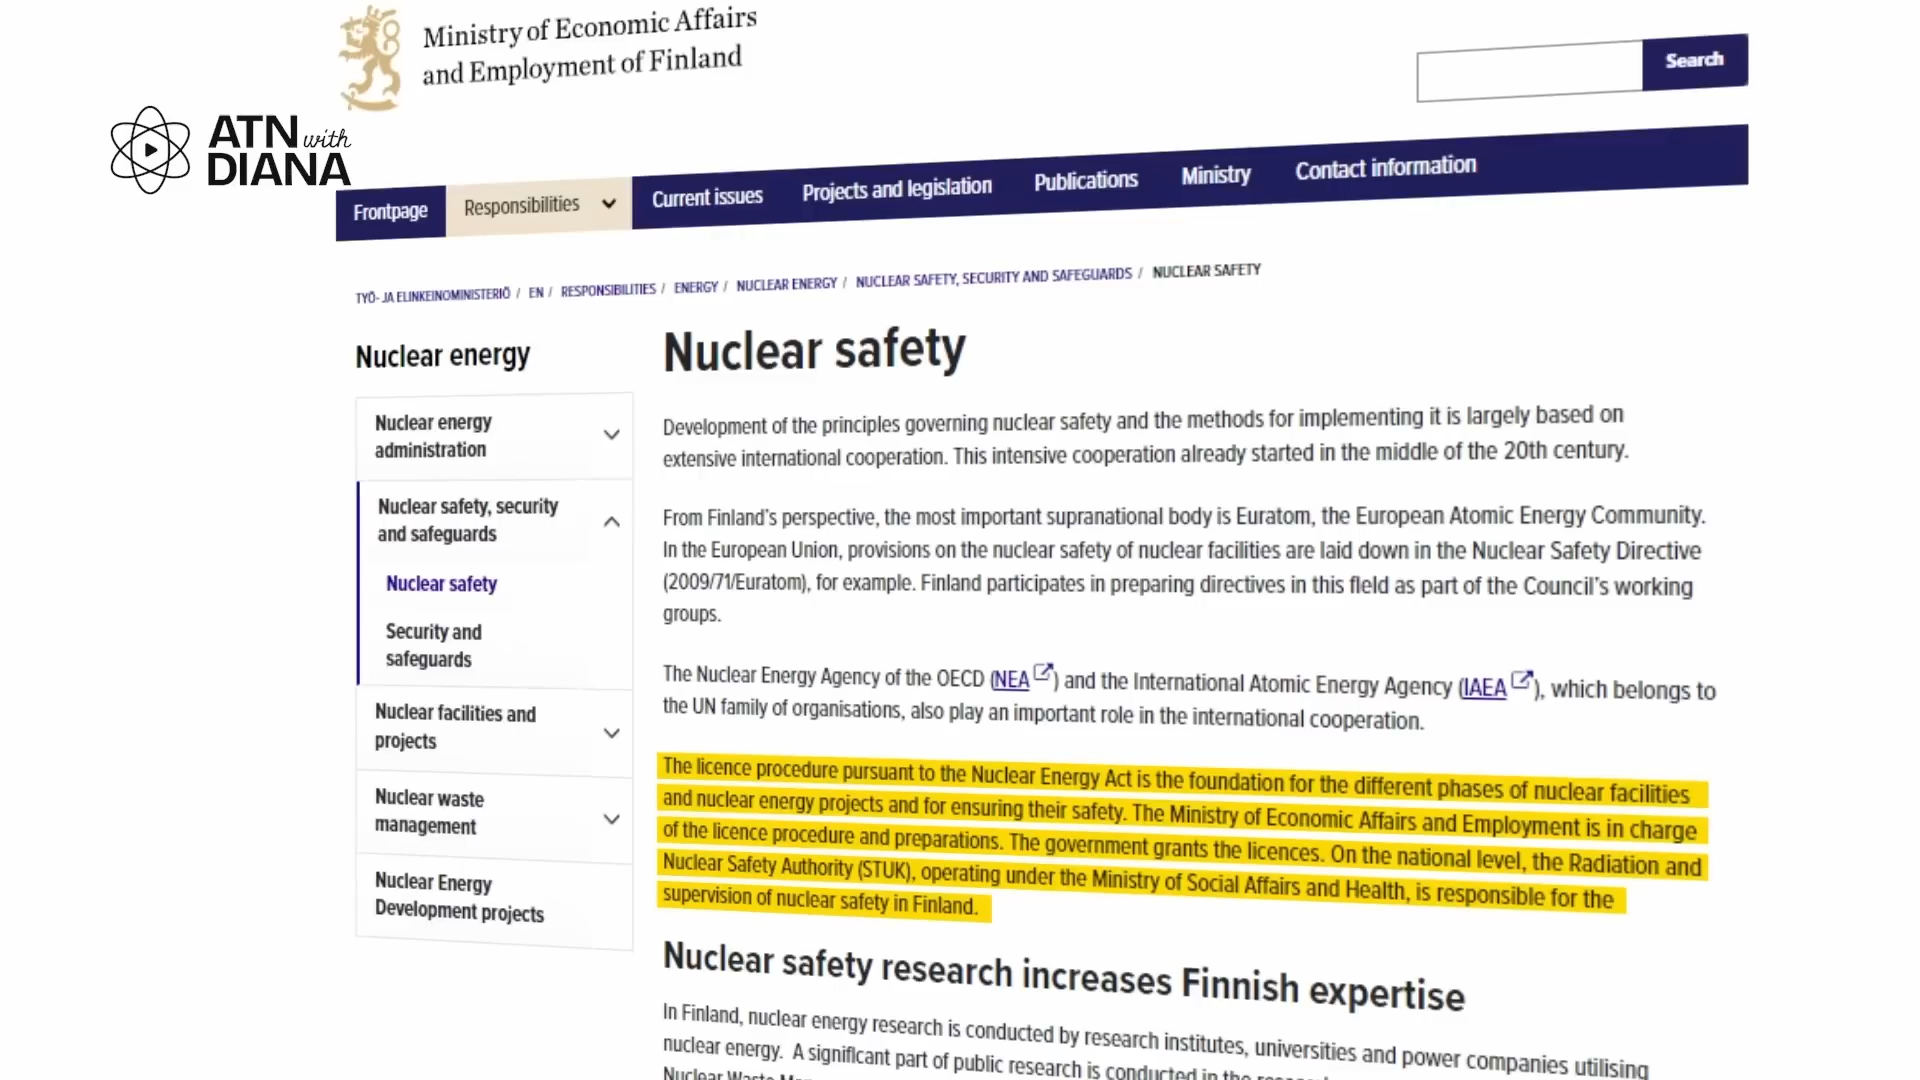 Ministry of Economic Affairs
and Employment of Finland
Search
ATN with
DIANA
Frontpage
Responsibilities
Current issues
Projects and legislation
Publications
Ministry
Contact information
TYÖ- JA ELINKEINOMINISTERIÖ / EN / RESPONSIBILITIES / ENERGY / NUCLEAR ENERGY / NUCLEAR SAFETY, SECURITY AND SAFEGUARDS / NUCLEAR SAFETY
Nuclear energy
Nuclear energy
administration
Nuclear safety, security
and safeguards
Nuclear safety
Security and
safeguards
Nuclear facilities and
projects
Nuclear waste
management
Nuclear Energy
Development projects
Nuclear safety
Development of the principles governing nuclear safety and the methods for implementing it is largely based on
extensive international cooperation. This intensive cooperation already started in the middle of the 20th century.
From Finland's perspective, the most important supranational body is Euratom, the European Atomic Energy Community.
In the European Union, provisions on the nuclear safety of nuclear facilities are laid down in the Nuclear Safety Directive
(2009/71/Euratom), for example. Finland participates in preparing directives in this field as part of the Council's working
groups.
The Nuclear Energy Agency of the OECD (NEA) and the International Atomic Energy Agency (IAEA), which belongs to
the UN family of organisations, also play an important role in the international cooperation.
The licence procedure pursuant to the Nuclear Energy Act is the foundation for the different phases of nuclear facilities
and nuclear energy projects and for ensuring their safety. The Ministry of Economic Affairs and Employment is in charge
of the licence procedure and preparations. The government grants the licences. On the national level, the Radiation and
Nuclear Safety Authority (STUK), operating under the Ministry of Social Affairs and Health, is responsible for the
supervision of nuclear safety in Finland.
Nuclear safety research increases Finnish expertise
In Finland, nuclear energy research is conducted by research institutes, universities and power companies utilising
nuclear energy. A significant part of public research is conducted in the
Nuclear Waste